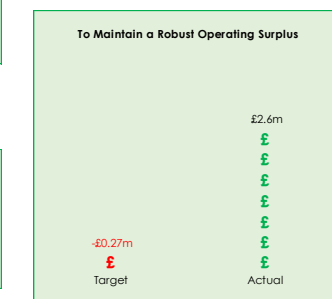 To Maintain a Robust Operating Surplus
£2.6m
£
£
£
£
£
-£0.27m £
£ £
Target Actual